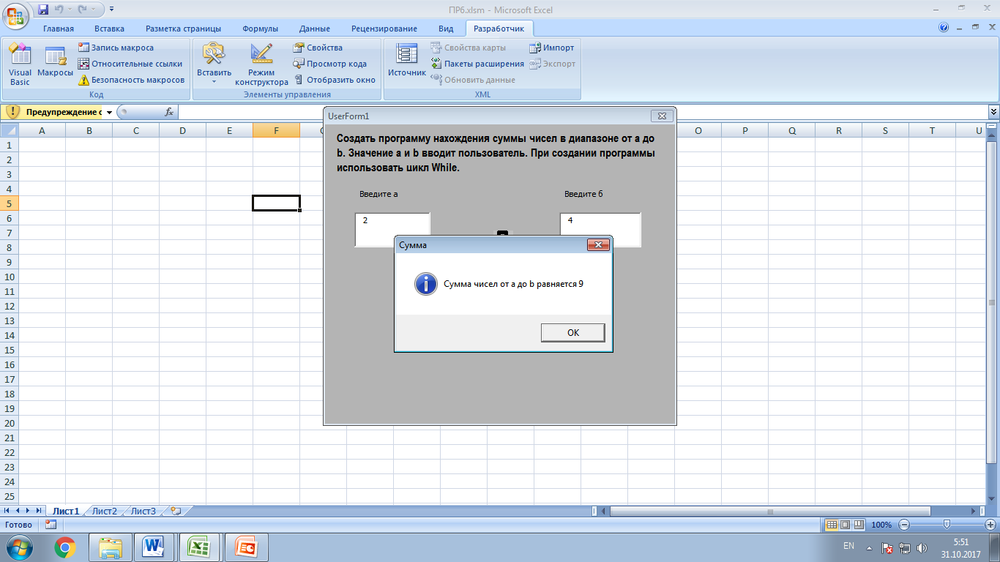 ПР6.xlsm - Microsoft Excel
Главная Вставка Разметка страницы Формулы Данные Рецензирование Вид Разработчик
Visual Basic
Макросы
Запись макроса
Относительные ссылки
Безопасность макросов
Код
Вставить
Режим конструктора
Свойства
Просмотр кода
Отобразить окно
Элементы управления
Источник
Свойства карты
Пакеты расширения
Обновить данные
Импорт
Экспорт
XML
Предупреждение с
fx
UserForm1
A B C D E F G O P Q R S T U
1
2
3
4
5
6
7
8
9
10
11
12
13
14
15
16
17
18
19
20
21
22
23
24
25
Создать программу нахождения суммы чисел в диапазоне от a до
b. Значение a и b вводит пользователь. При создании программы
использовать цикл While.
Введите а
Введите б
2
4
Сумма
Сумма чисел от a до b равняется 9
OK
Лист1 Лист2 Лист3
Готово
100%
EN
5:51
31.10.2017